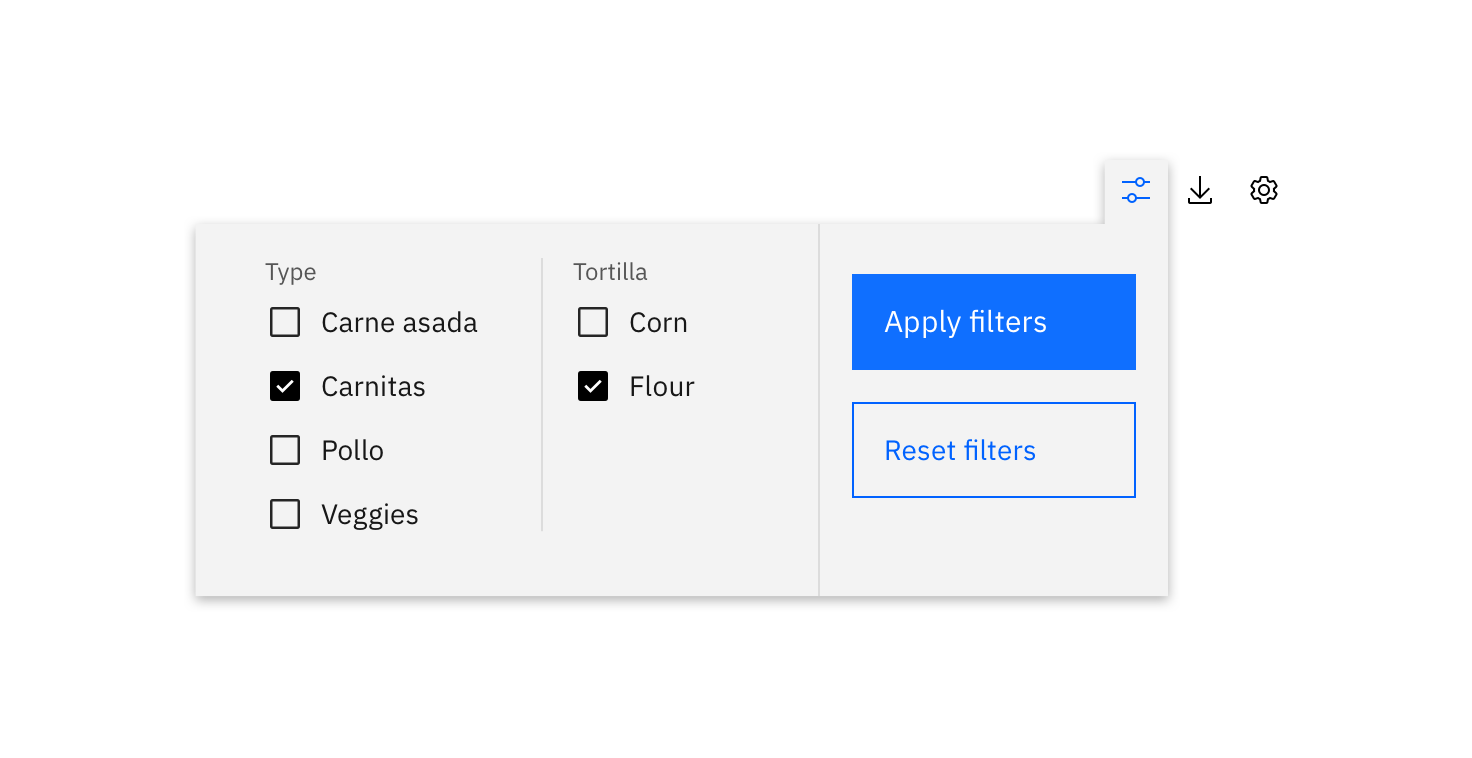 Type
Carne asada
Carnitas
Pollo
Veggies
Tortilla
Corn
Flour
Apply filters
Reset filters